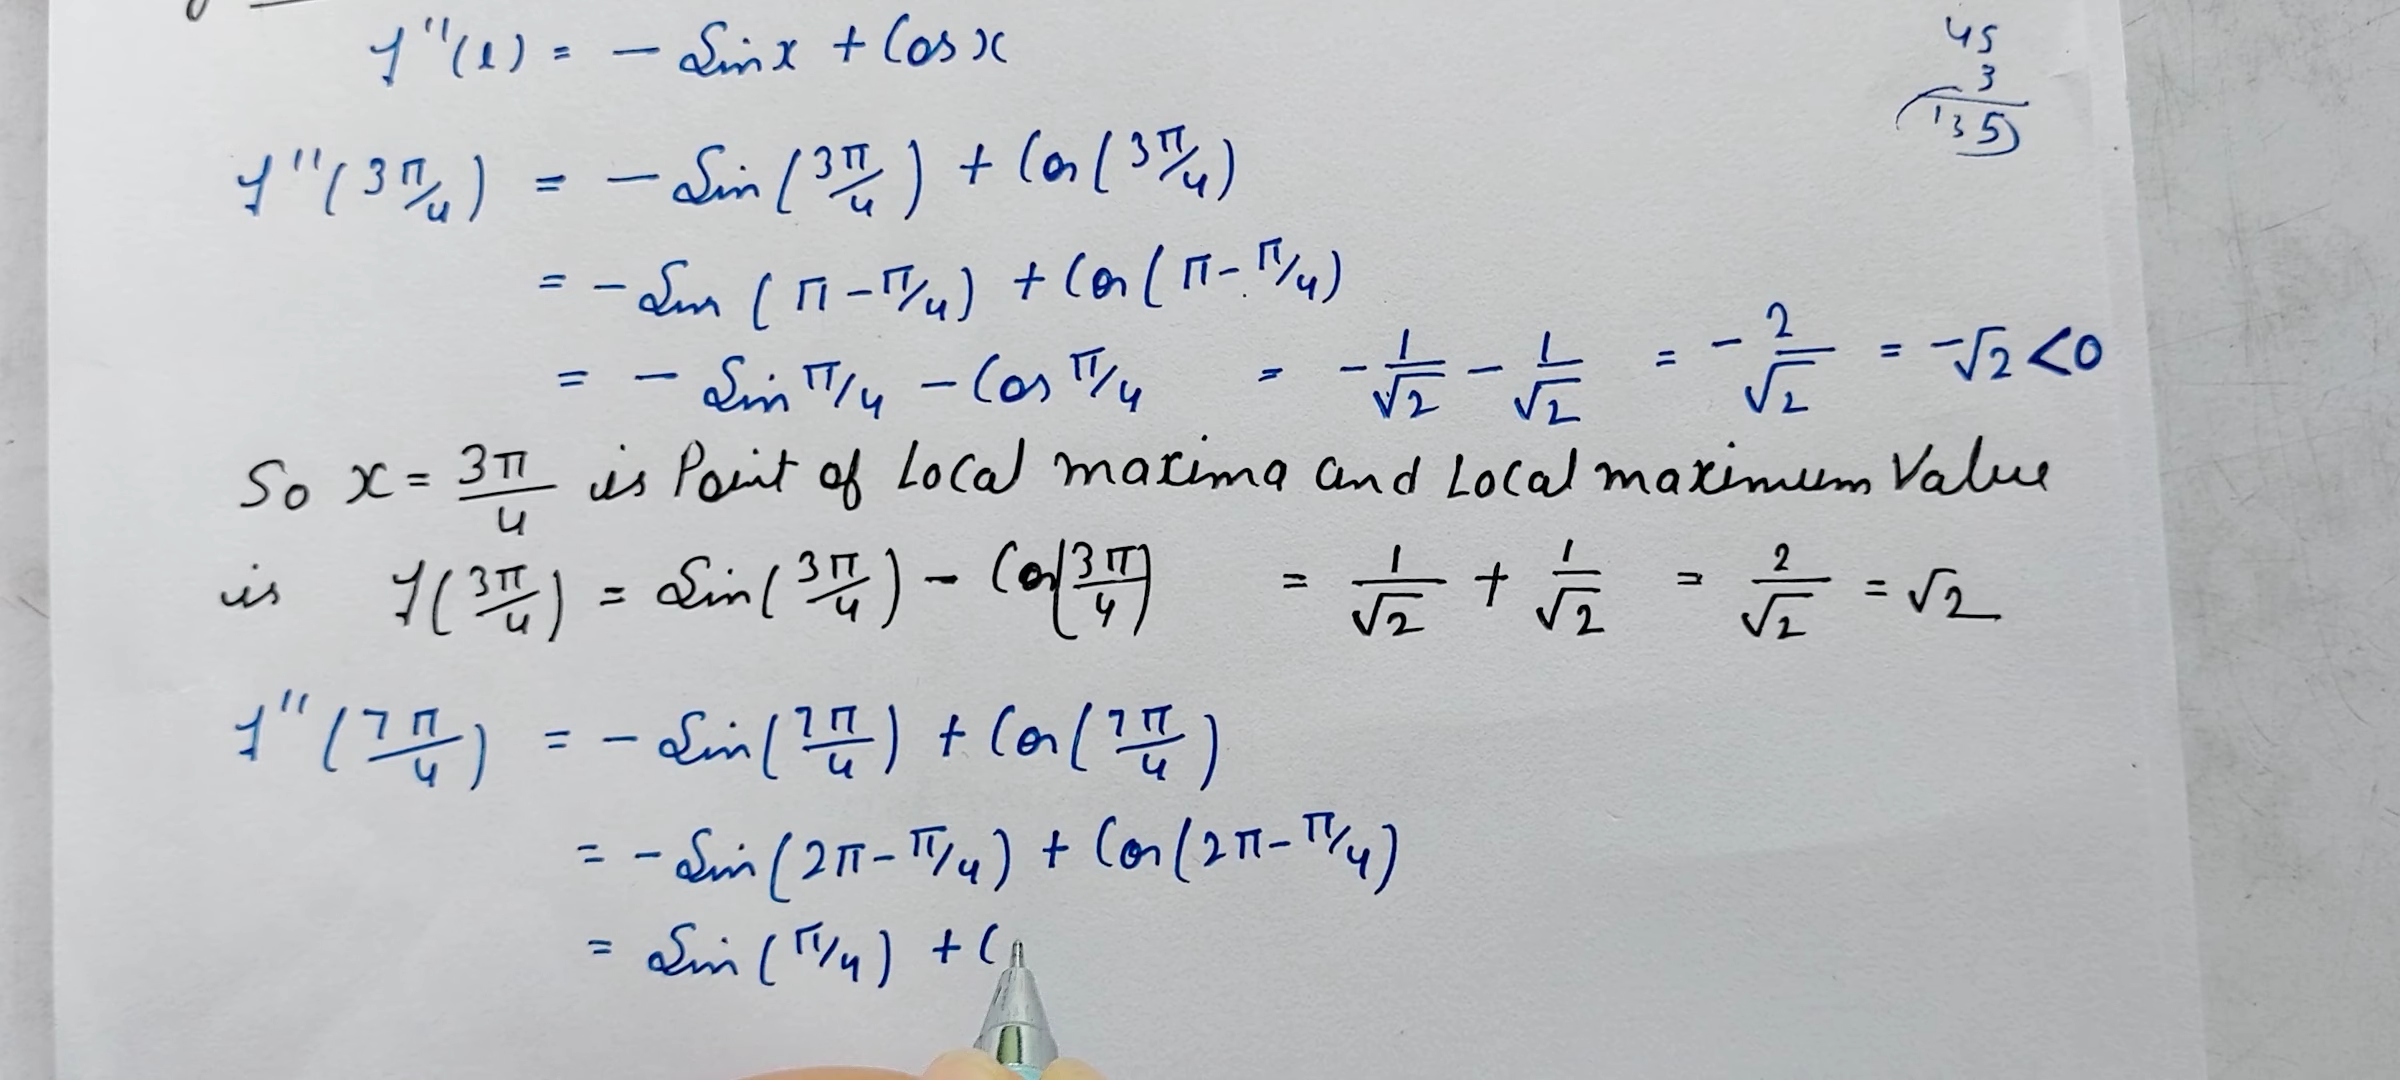 f''(x) = - Sin x + Cos x
45
3
135
f''(3π/4) = - Sin(3π/4) + Cos(3π/4)
= - Sin(π - π/4) + Cos(π - π/4)
= - Sin π/4 - Cos π/4 = - 1/√2 - 1/√2 = - 2/√2 = -√2 < 0
So x = 3π/4 is Point of Local maxima and Local maximum Value
is f(3π/4) = Sin(3π/4) - Cos(3π/4) = 1/√2 + 1/√2 = 2/√2 = √2
f''(7π/4) = - Sin(7π/4) + Cos(7π/4)
= - Sin(2π - π/4) + Cos(2π - π/4)
= Sin(π/4) + (